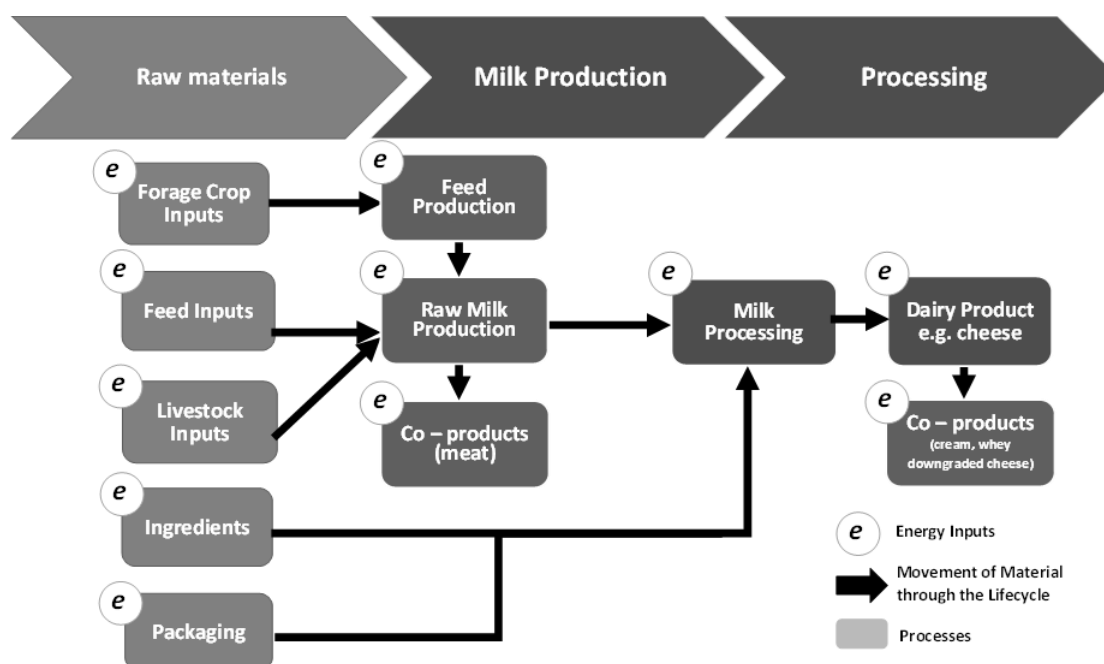 Raw materials
Milk Production
Processing
e
Forage Crop
Inputs
e
Feed
Production
e
Feed Inputs
e
Raw Milk
Production
e
Milk
Processing
e
Dairy Product
e.g. cheese
e
Livestock
Inputs
e
Co – products
(meat)
e
Co – products
(cream, whey
downgraded cheese)
e
Ingredients
e
Packaging
e
Energy Inputs
Movement of Material
through the Lifecycle
Processes